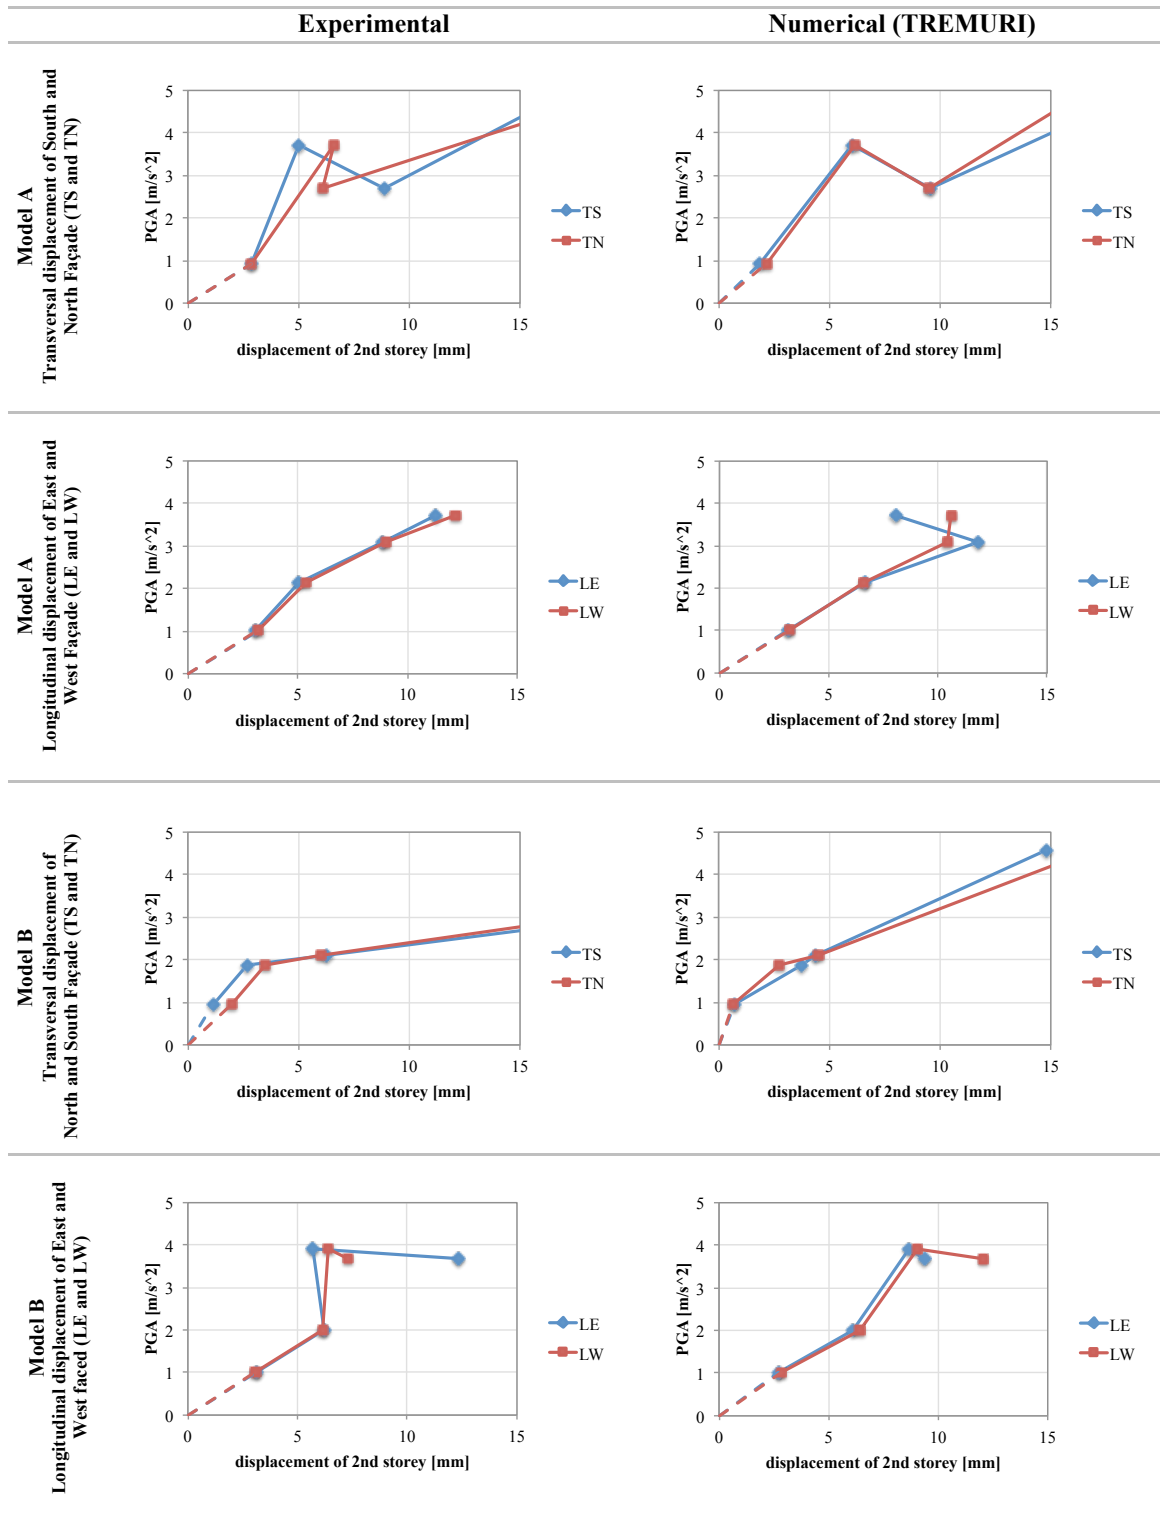 Experimental
Numerical (TREMURI)
Model A
Transversal displacement of South and
North Façade (TS and TN)
PGA [m/s^2]
5
4
3
2
1
0
0 5 10 15
displacement of 2nd storey [mm]
TS
TN
PGA [m/s^2]
5
4
3
2
1
0
0 5 10 15
displacement of 2nd storey [mm]
TS
TN
Model A
Longitudinal displacement of East and
West Façade (LE and LW)
PGA [m/s^2]
5
4
3
2
1
0
0 5 10 15
displacement of 2nd storey [mm]
LE
LW
PGA [m/s^2]
5
4
3
2
1
0
0 5 10 15
displacement of 2nd storey [mm]
LE
LW
Model B
Transversal displacement of
North and South Façade (TS and TN)
PGA [m/s^2]
5
4
3
2
1
0
0 5 10 15
displacement of 2nd storey [mm]
TS
TN
PGA [m/s^2]
5
4
3
2
1
0
0 5 10 15
displacement of 2nd storey [mm]
TS
TN
Model B
Longitudinal displacement of East and
West faced (LE and LW)
PGA [m/s^2]
5
4
3
2
1
0
0 5 10 15
displacement of 2nd storey [mm]
LE
LW
PGA [m/s^2]
5
4
3
2
1
0
0 5 10 15
displacement of 2nd storey [mm]
LE
LW